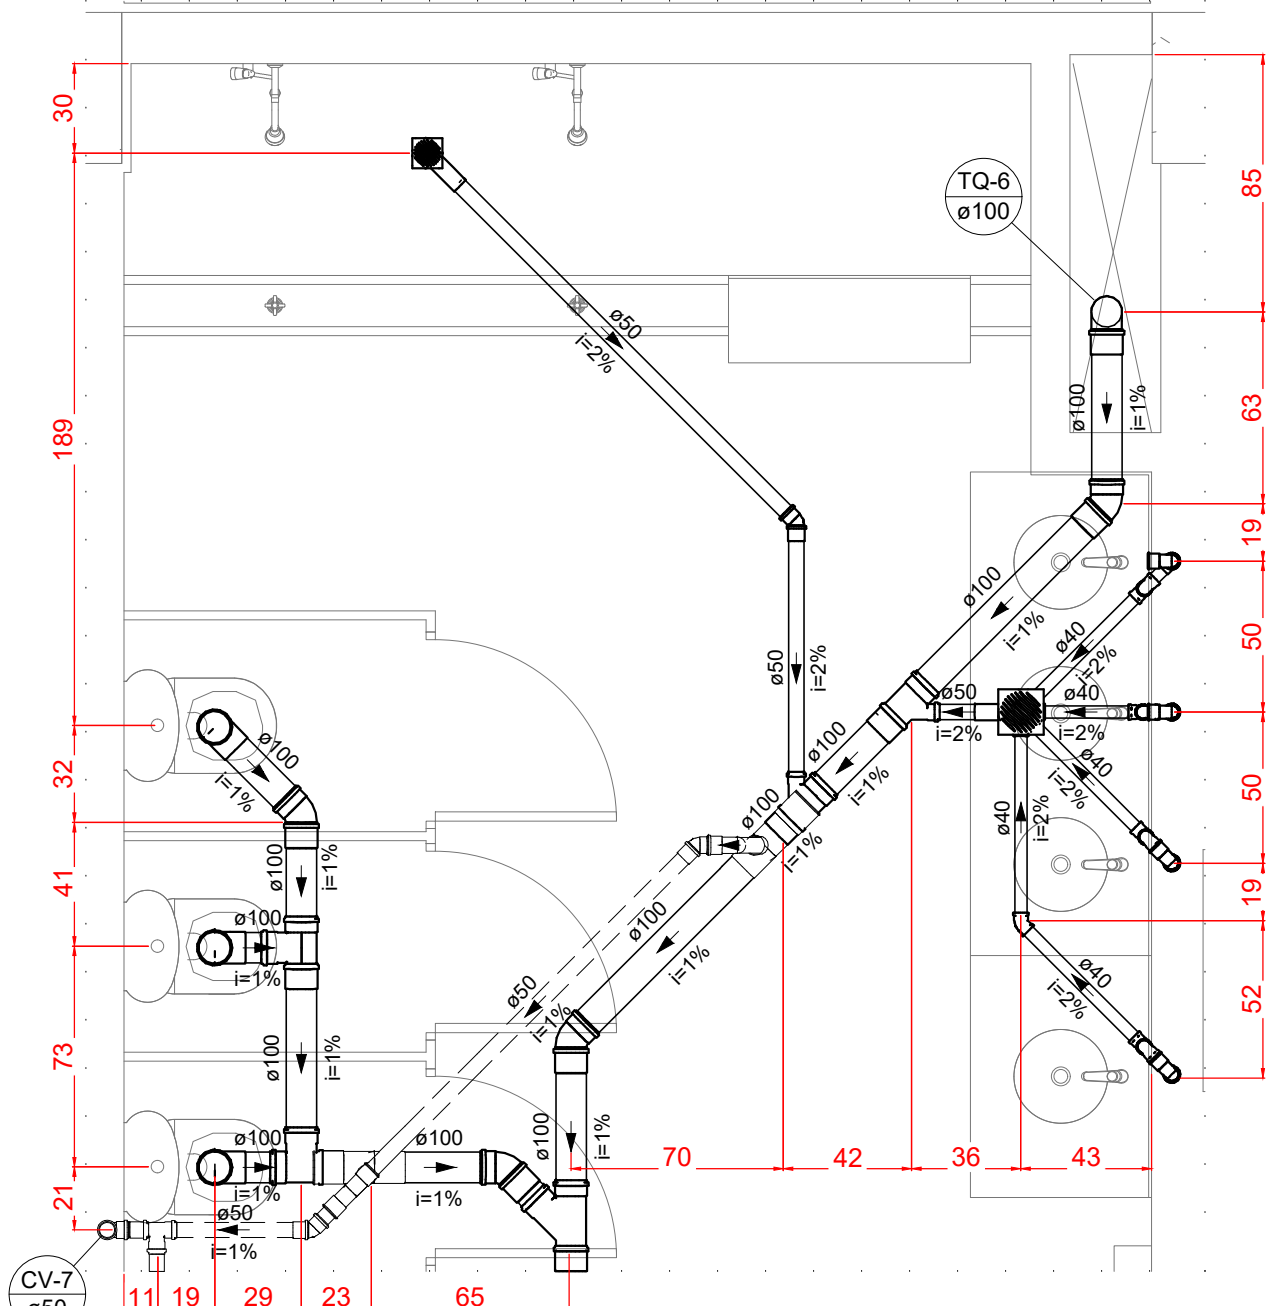 30
189
32
41
73
21
TQ-6
ø100
85
63
19
50
50
19
52
ø50
i=2%
ø100
i=1%
ø100
i=1%
ø40
i=2%
ø50
i=2%
ø50
i=2%
ø40
i=2%
ø40
i=2%
ø40
i=2%
ø40
i=2%
ø100
i=1%
ø100
i=1%
ø100
i=1%
ø50
i=1%
ø100
i=1%
ø100
i=1%
ø100
i=1%
ø100
i=1%
ø100
i=1%
ø100
i=1%
ø100
i=1%
ø50
i=1%
70
42
36
43
CV-7
ø50
11
19
29
23
65